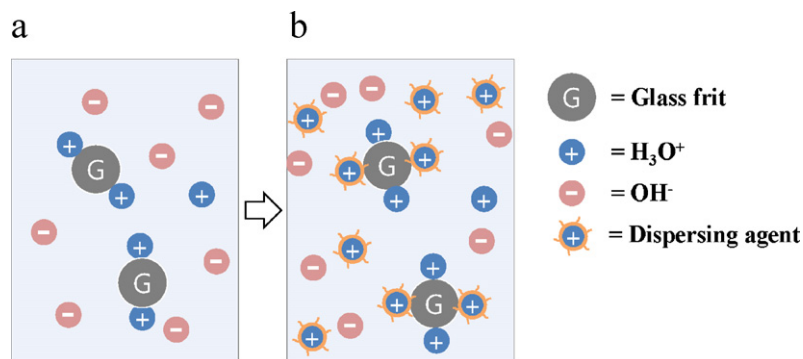 a
b
G
G
G
G
= Glass frit
G
= H₃O⁺
+
= OH⁻
−
= Dispersing agent
+